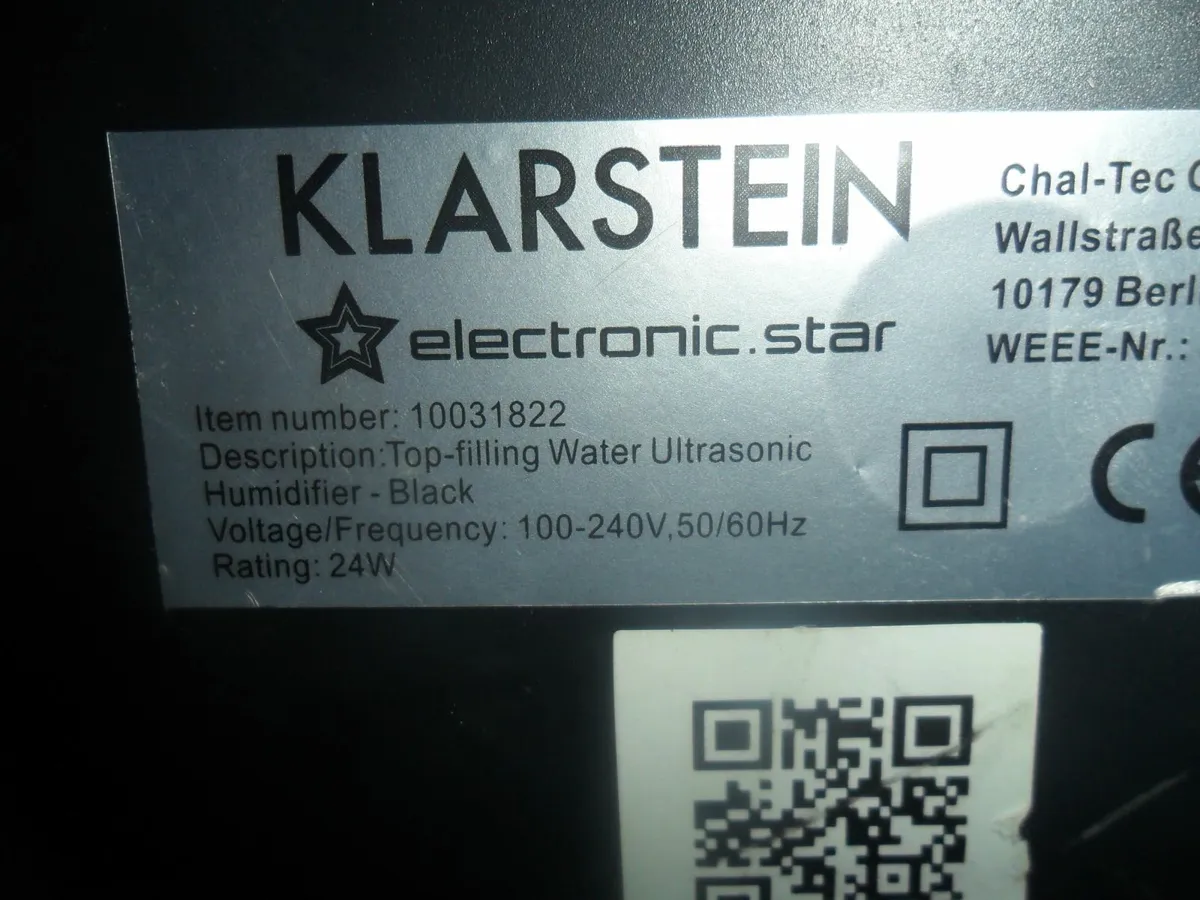 KLARSTEIN
electronic.star
Item number: 10031822
Description:Top-filling Water Ultrasonic
Humidifier - Black
Voltage/Frequency: 100-240V,50/60Hz
Rating: 24W
Chal-Tec
Wallstraße
10179 Berl
WEEE-Nr.:
CE